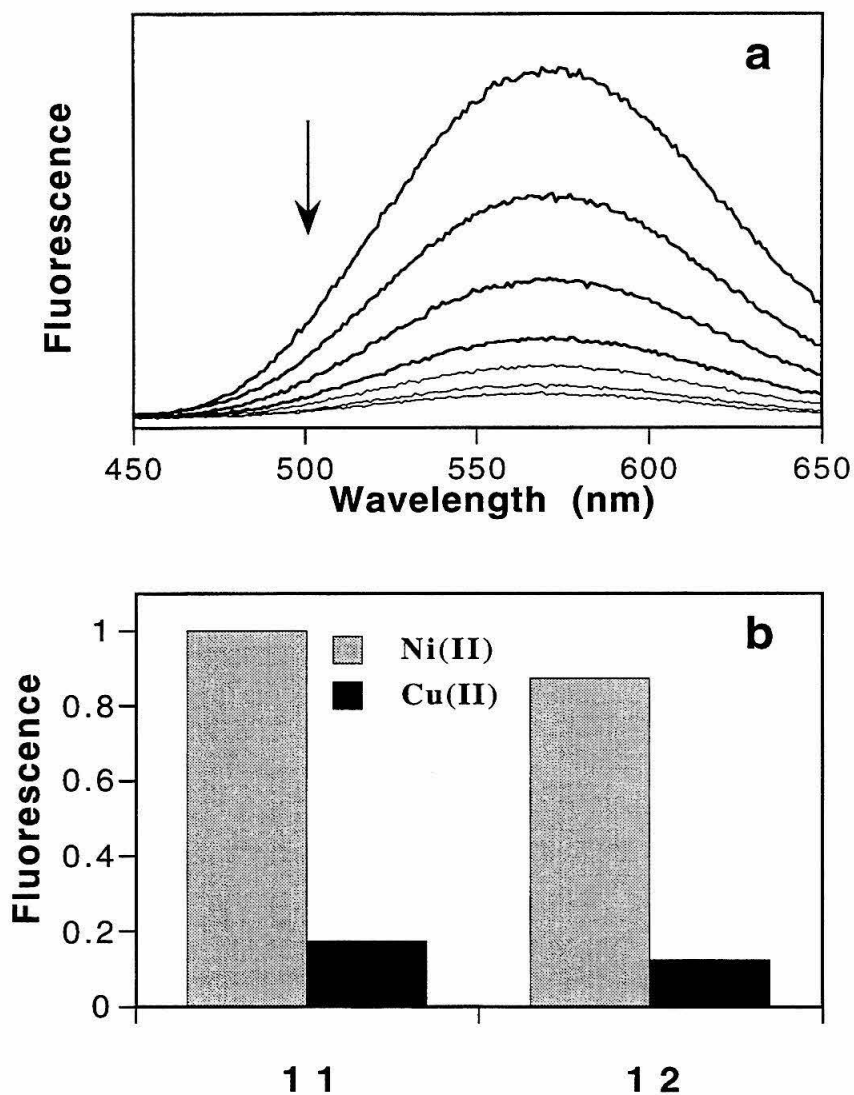 a
Fluorescence
450 500 550 600 650
Wavelength (nm)
b
Ni(II)
Cu(II)
Fluorescence
1
0.8
0.6
0.4
0.2
0
1 1 1 2